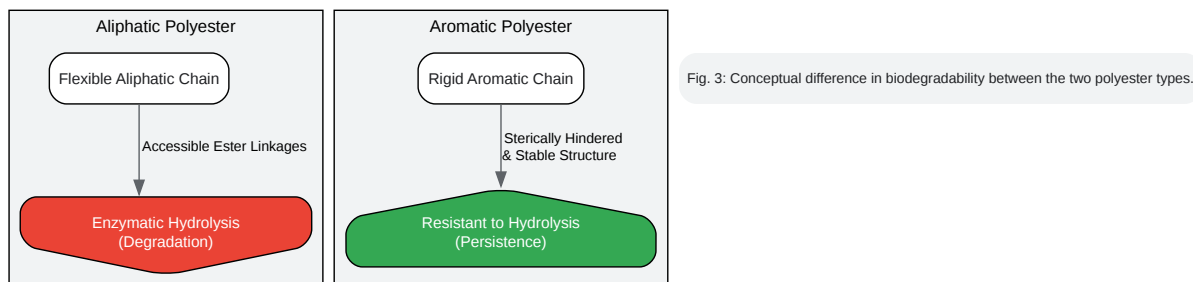 Aliphatic Polyester
Flexible Aliphatic Chain
Accessible Ester Linkages
Enzymatic Hydrolysis
(Degradation)
Aromatic Polyester
Rigid Aromatic Chain
Sterically Hindered
& Stable Structure
Resistant to Hydrolysis
(Persistence)
Fig. 3: Conceptual difference in biodegradability between the two polyester types.